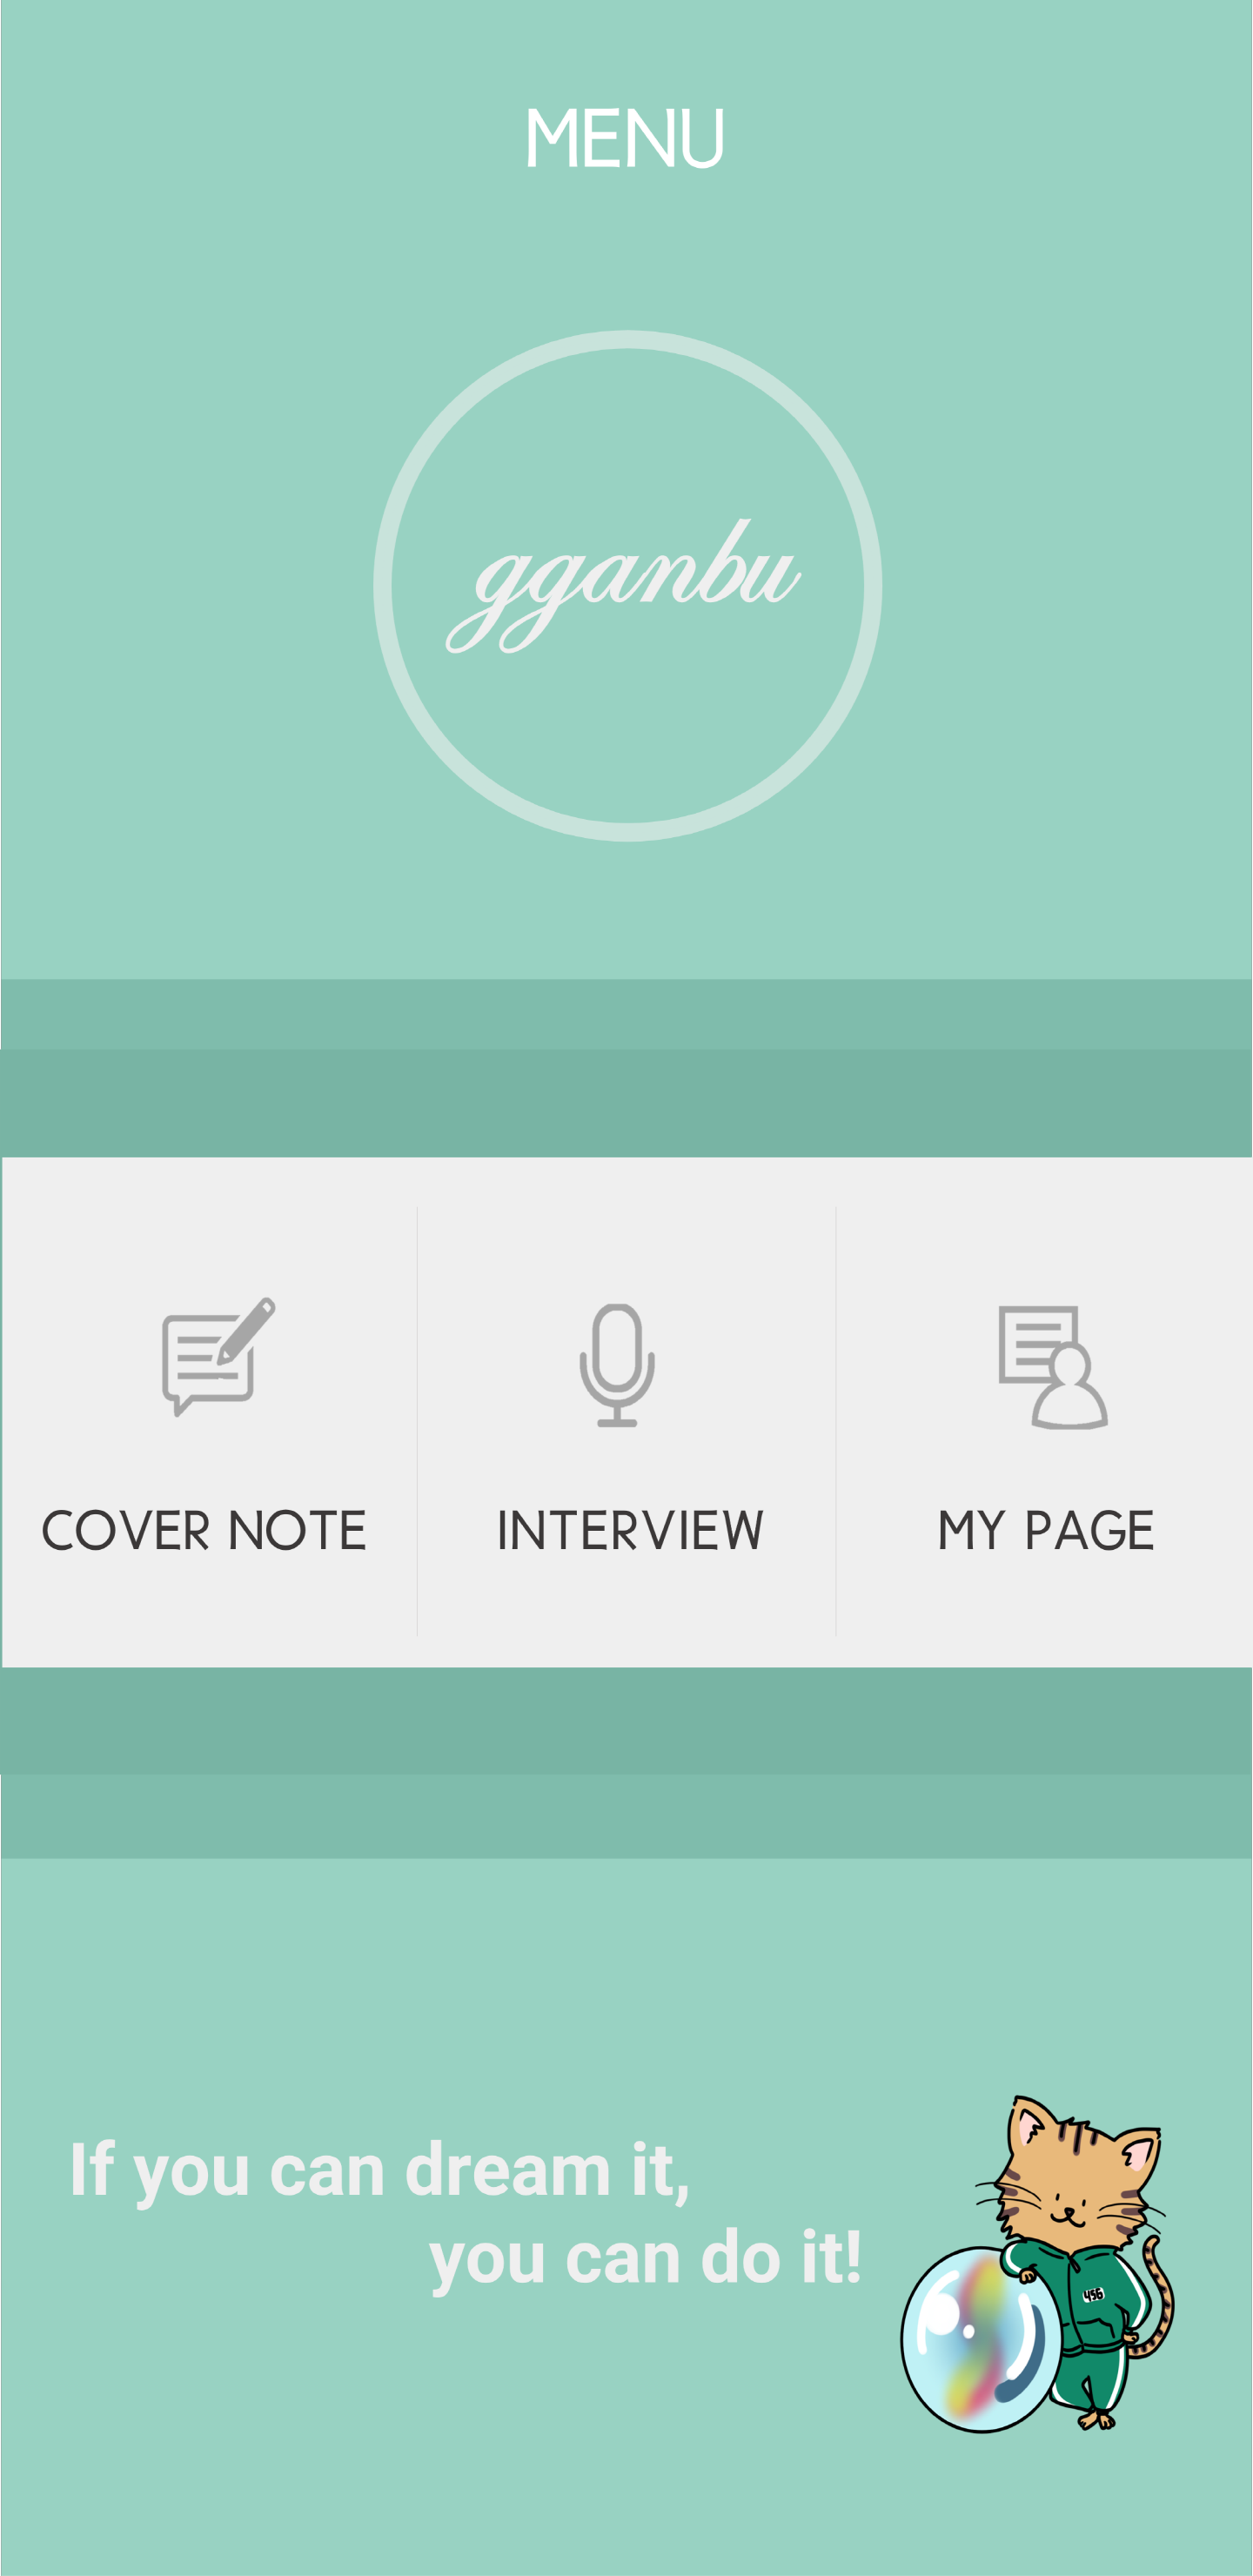 MENU
gganbu
COVER NOTE
INTERVIEW
MY PAGE
If you can dream it,
you can do it!
456